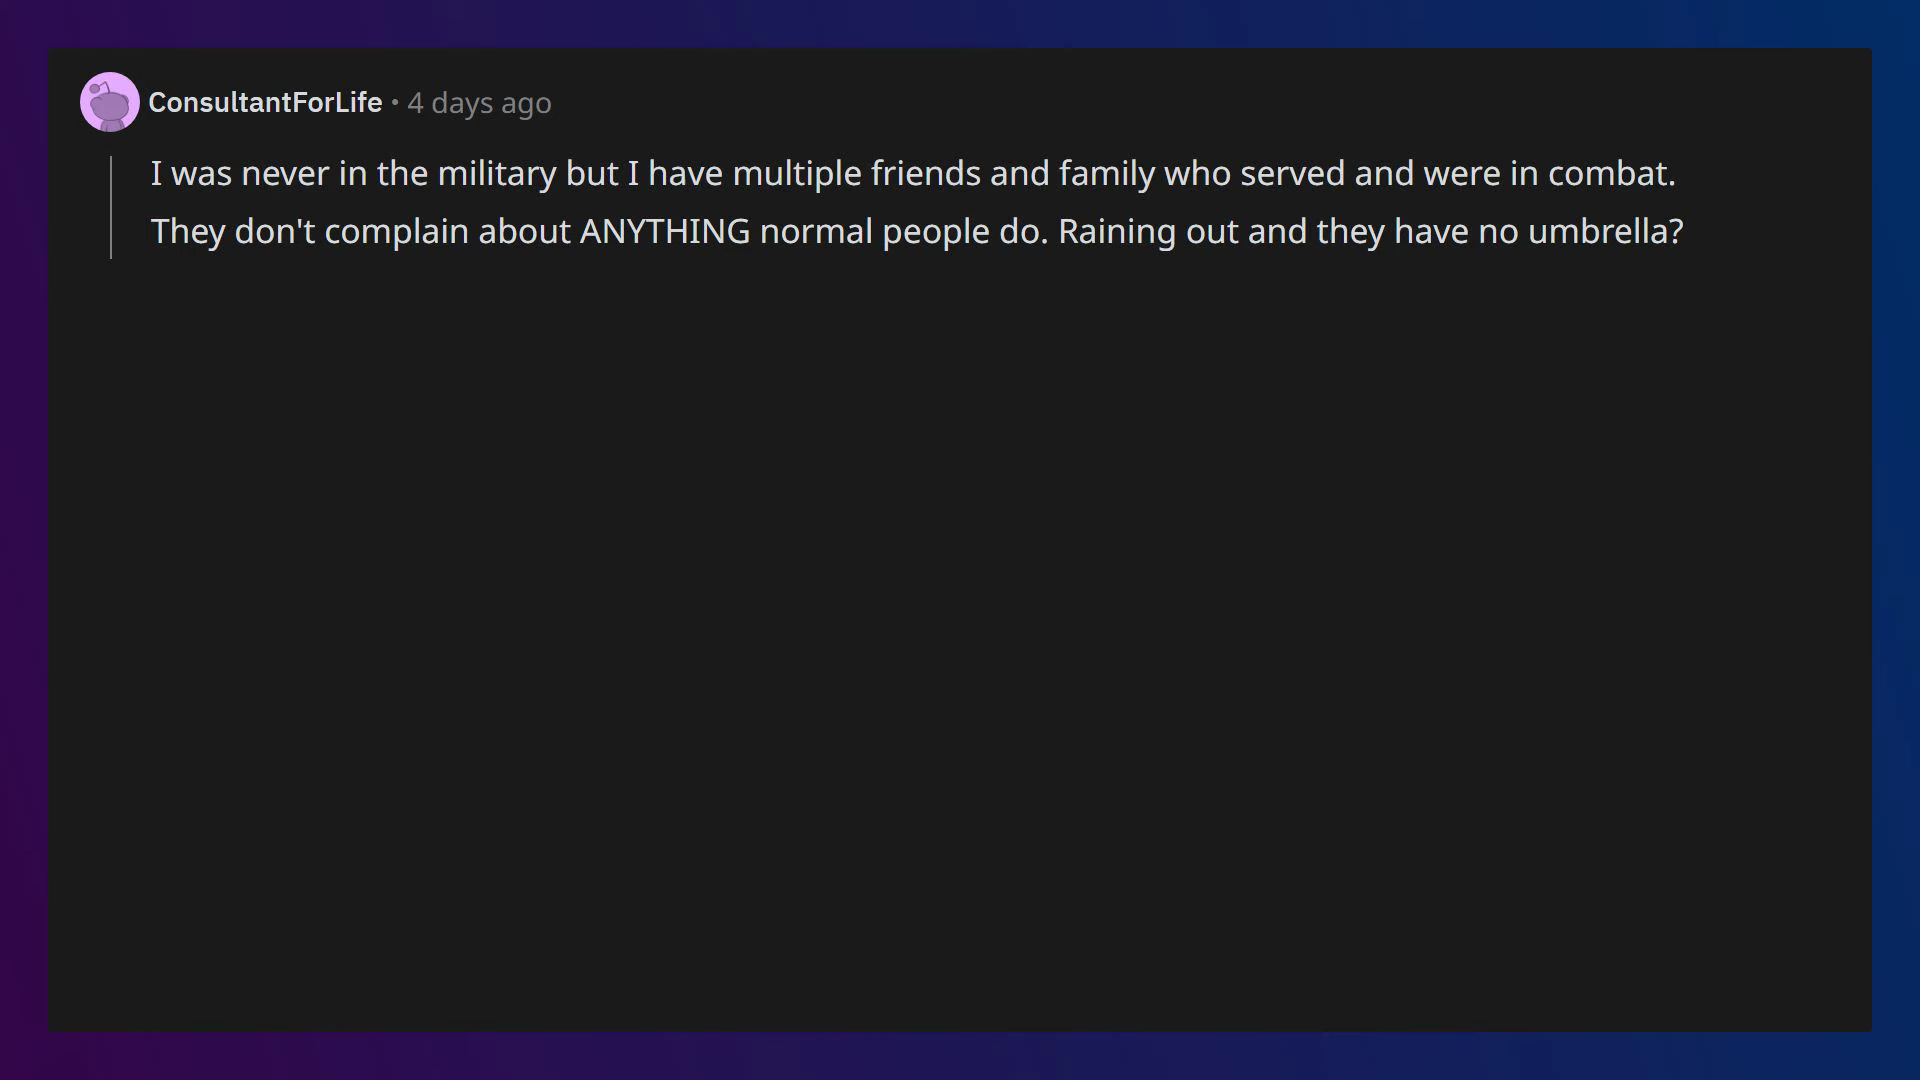 ConsultantForLife • 4 days ago
I was never in the military but I have multiple friends and family who served and were in combat.
They don't complain about ANYTHING normal people do. Raining out and they have no umbrella?